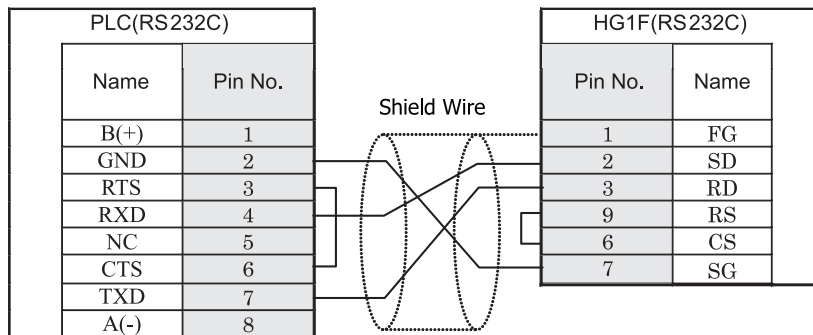 PLC(RS232C)
HG1F(RS232C)
Name Pin No.
Pin No. Name
Shield Wire
B(+) 1
GND 2
RTS 3
RXD 4
NC 5
CTS 6
TXD 7
A(-) 8
1 FG
2 SD
3 RD
9 RS
6 CS
7 SG